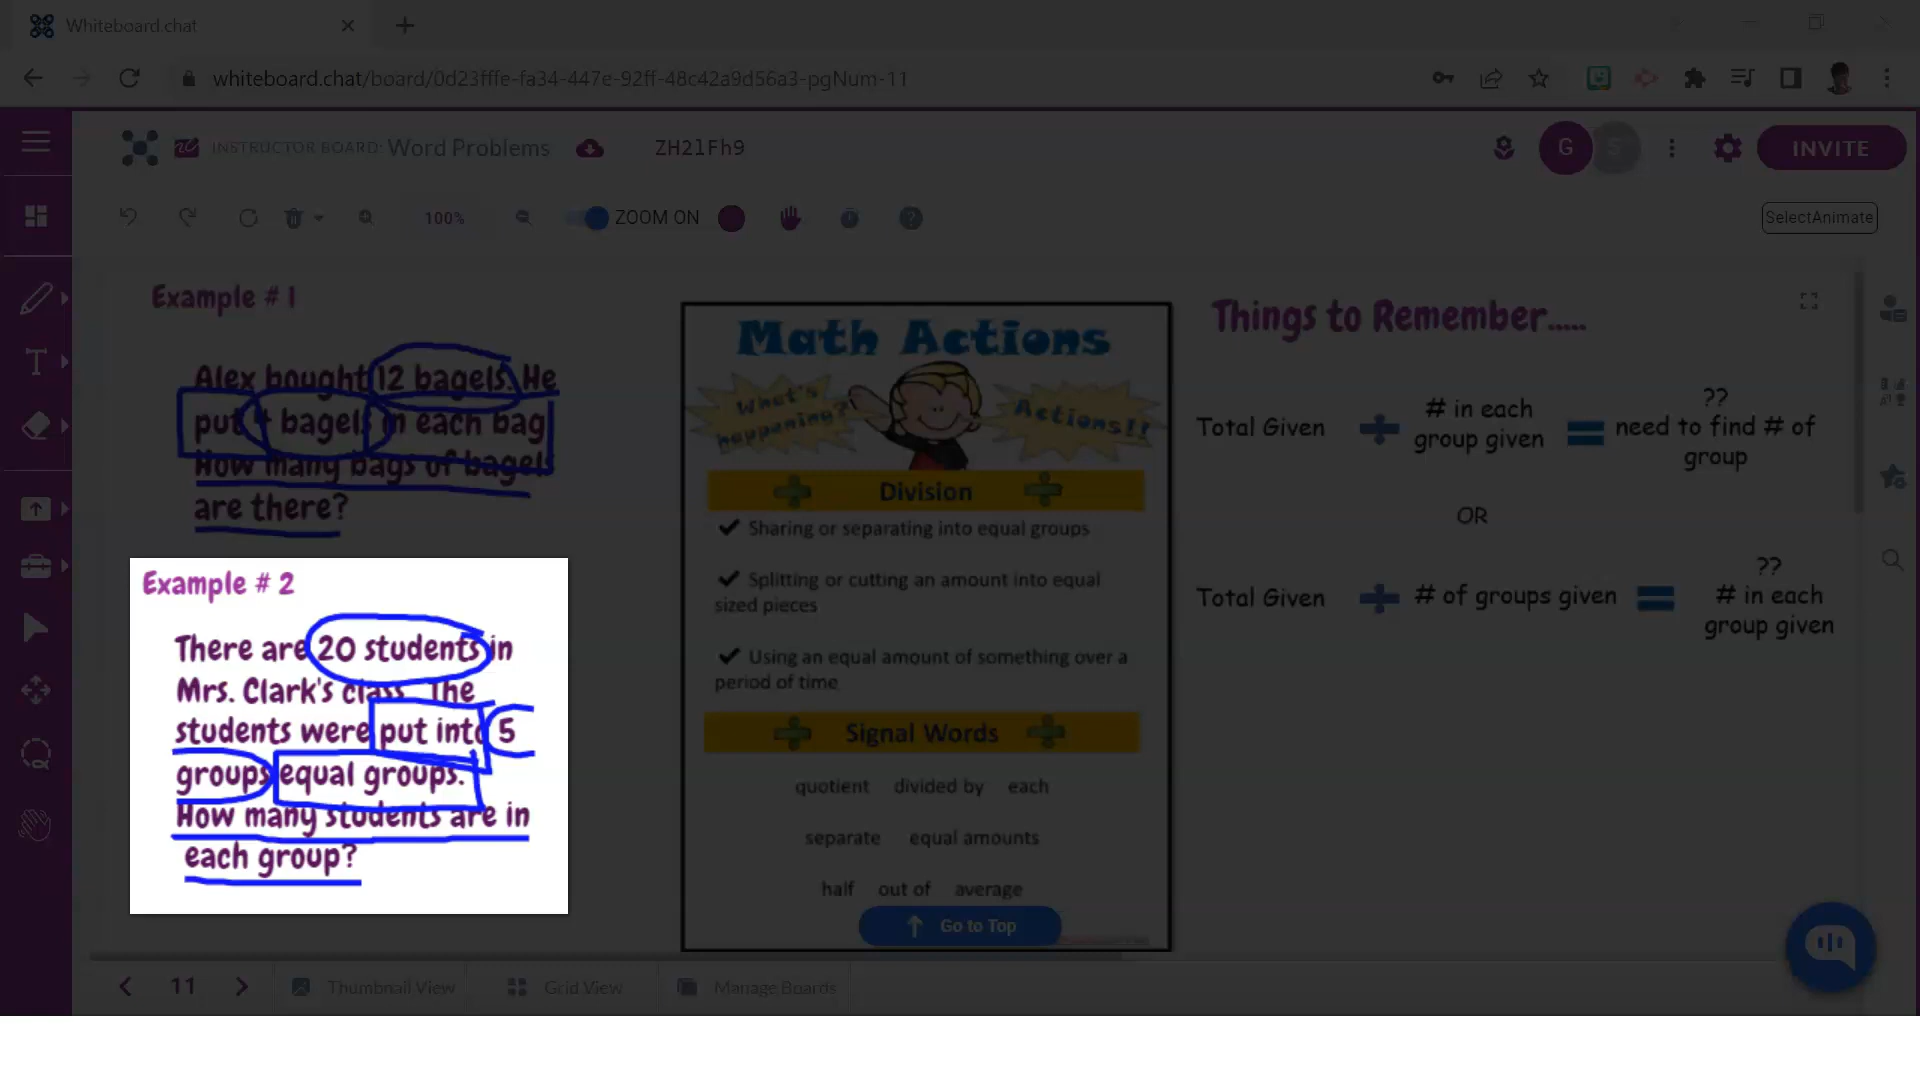 Whiteboard.chat
whiteboard.chat/board/0d23fffe-fa34-447e-92ff-48c42a9d56a3-pgNum-11
INSTRUCTOR BOARD: Word Problems
ZH2lFh9
G
S
INVITE
100%
ZOOM ON
SelectAnimate
Example # 1
Alex bought 12 bagels. He
put 4 bagels in each bag
How many bags of bagels
are there?
Example # 2
There are 20 students in
Mrs. Clark's class. The
students were put into 5
groups equal groups.
How many students are in
each group?
Math Actions
What's happening?
Actions!!
Division
Sharing or separating into equal groups
Splitting or cutting an amount into equal
sized pieces
Using an equal amount of something over a
period of time
Signal Words
quotient divided by each
separate equal amounts
half out of average
Go to Top
Things to Remember.....
Total Given ÷ # in each group given = ?? need to find # of group
OR
Total Given ÷ # of groups given = ?? # in each group given
11
Thumbnail View
Grid View
Manage Boards